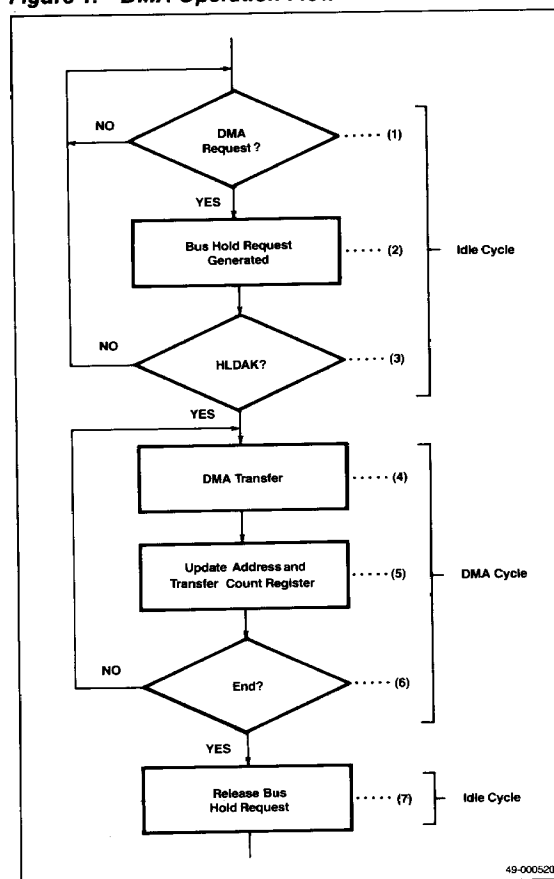 Figure 1. DMA Operation Flow
NO
DMA
Request?
(1)
YES
Bus Hold Request
Generated
(2)
Idle Cycle
NO
HLDAK?
(3)
YES
DMA Transfer
(4)
Update Address and
Transfer Count Register
(5)
DMA Cycle
NO
End?
(6)
YES
Release Bus
Hold Request
(7)
Idle Cycle
49-000520